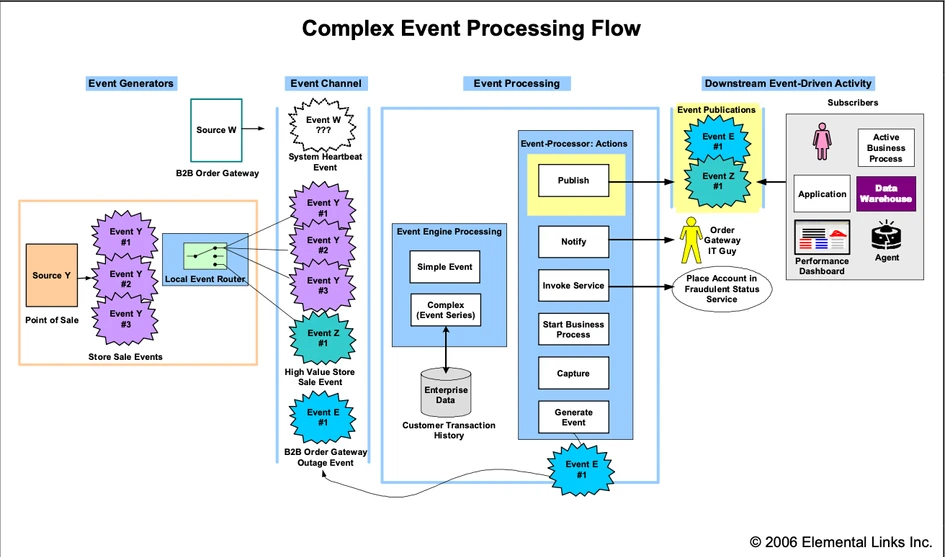 Complex Event Processing Flow
Event Generators
Event Channel
Event Processing
Downstream Event-Driven Activity
Source W
B2B Order Gateway
Source Y
Point of Sale
Event Y
#1
Event Y
#2
Event Y
#3
Store Sale Events
Local Event Router
Event W
???
System Heartbeat
Event
Event Y
#1
Event Y
#2
Event Y
#3
Event Z
#1
High Value Store
Sale Event
Event E
#1
B2B Order Gateway
Outage Event
Event Engine Processing
Simple Event
Complex
(Event Series)
Enterprise
Data
Customer Transaction
History
Event-Processor: Actions
Publish
Notify
Invoke Service
Start Business
Process
Capture
Generate
Event
Event E
#1
Event Publications
Event E
#1
Event Z
#1
Order
Gateway
IT Guy
Place Account in
Fraudulent Status
Service
Subscribers
Active
Business
Process
Application
Data
Warehouse
Performance
Dashboard
Agent
© 2006 Elemental Links Inc.